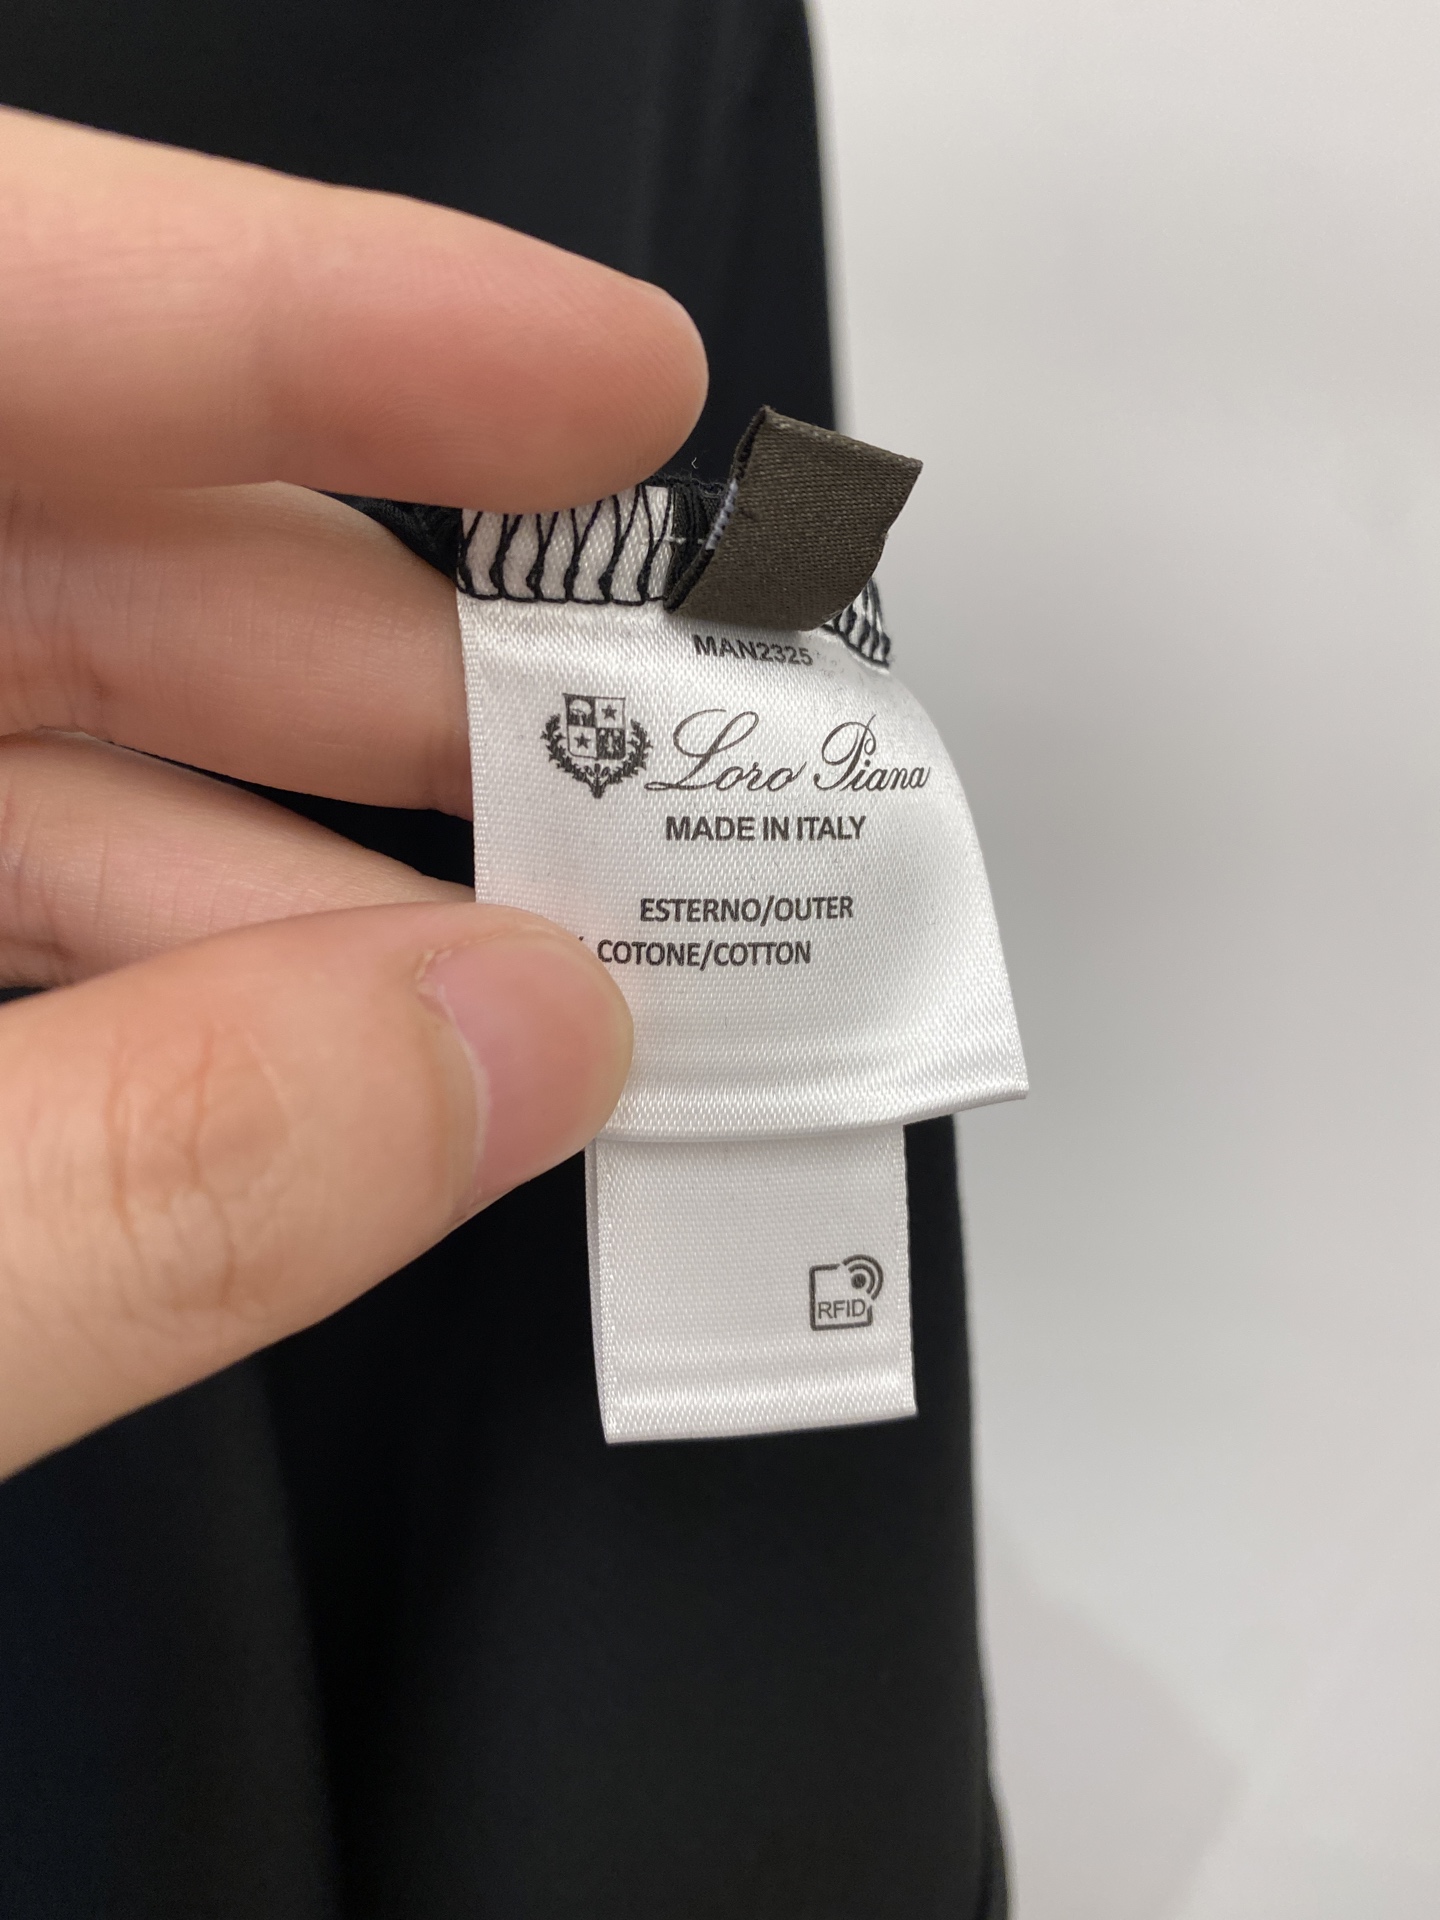 MAN2325
Loro Piana
MADE IN ITALY
ESTERNO/OUTER
COTONE/COTTON
RFID